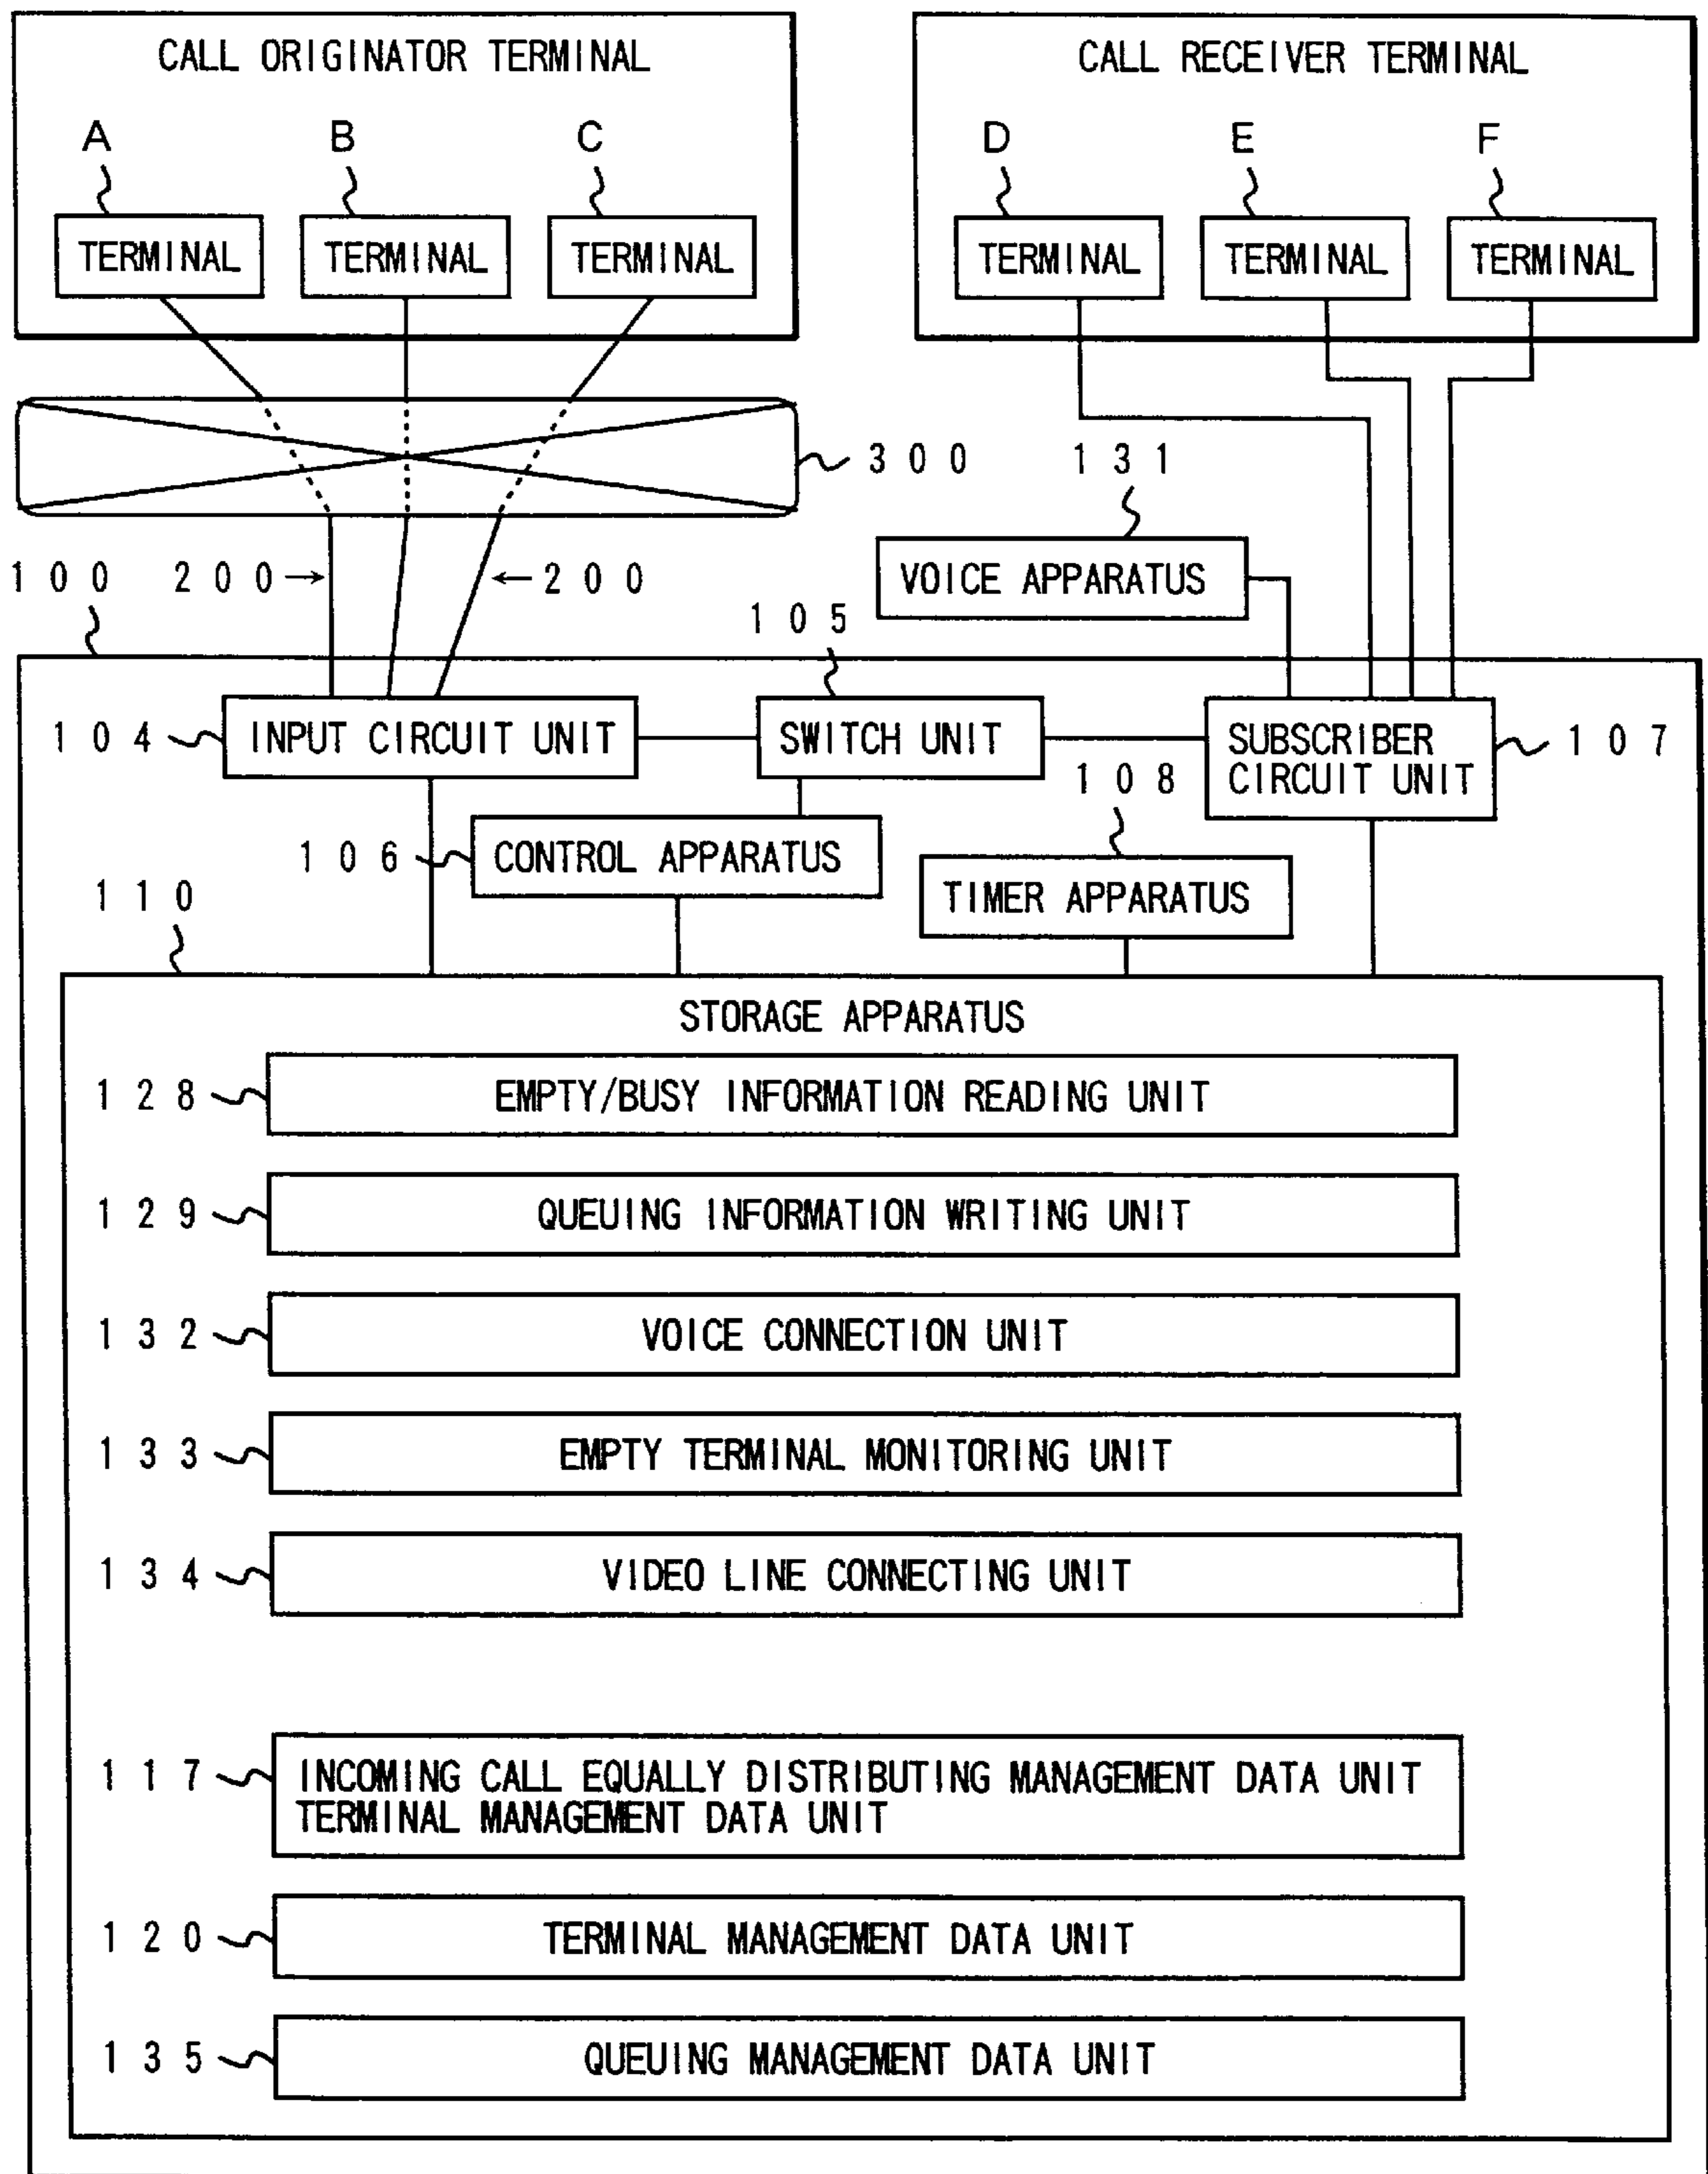 CALL ORIGINATOR TERMINAL
A B C
TERMINAL TERMINAL TERMINAL
CALL RECEIVER TERMINAL
D E F
TERMINAL TERMINAL TERMINAL
300
131
VOICE APPARATUS
100
200
200
105
104
INPUT CIRCUIT UNIT
SWITCH UNIT
SUBSCRIBER
CIRCUIT UNIT
107
108
106
CONTROL APPARATUS
TIMER APPARATUS
110
STORAGE APPARATUS
128 EMPTY/BUSY INFORMATION READING UNIT
129 QUEUING INFORMATION WRITING UNIT
132 VOICE CONNECTION UNIT
133 EMPTY TERMINAL MONITORING UNIT
134 VIDEO LINE CONNECTING UNIT
117 INCOMING CALL EQUALLY DISTRIBUTING MANAGEMENT DATA UNIT
TERMINAL MANAGEMENT DATA UNIT
120 TERMINAL MANAGEMENT DATA UNIT
135 QUEUING MANAGEMENT DATA UNIT